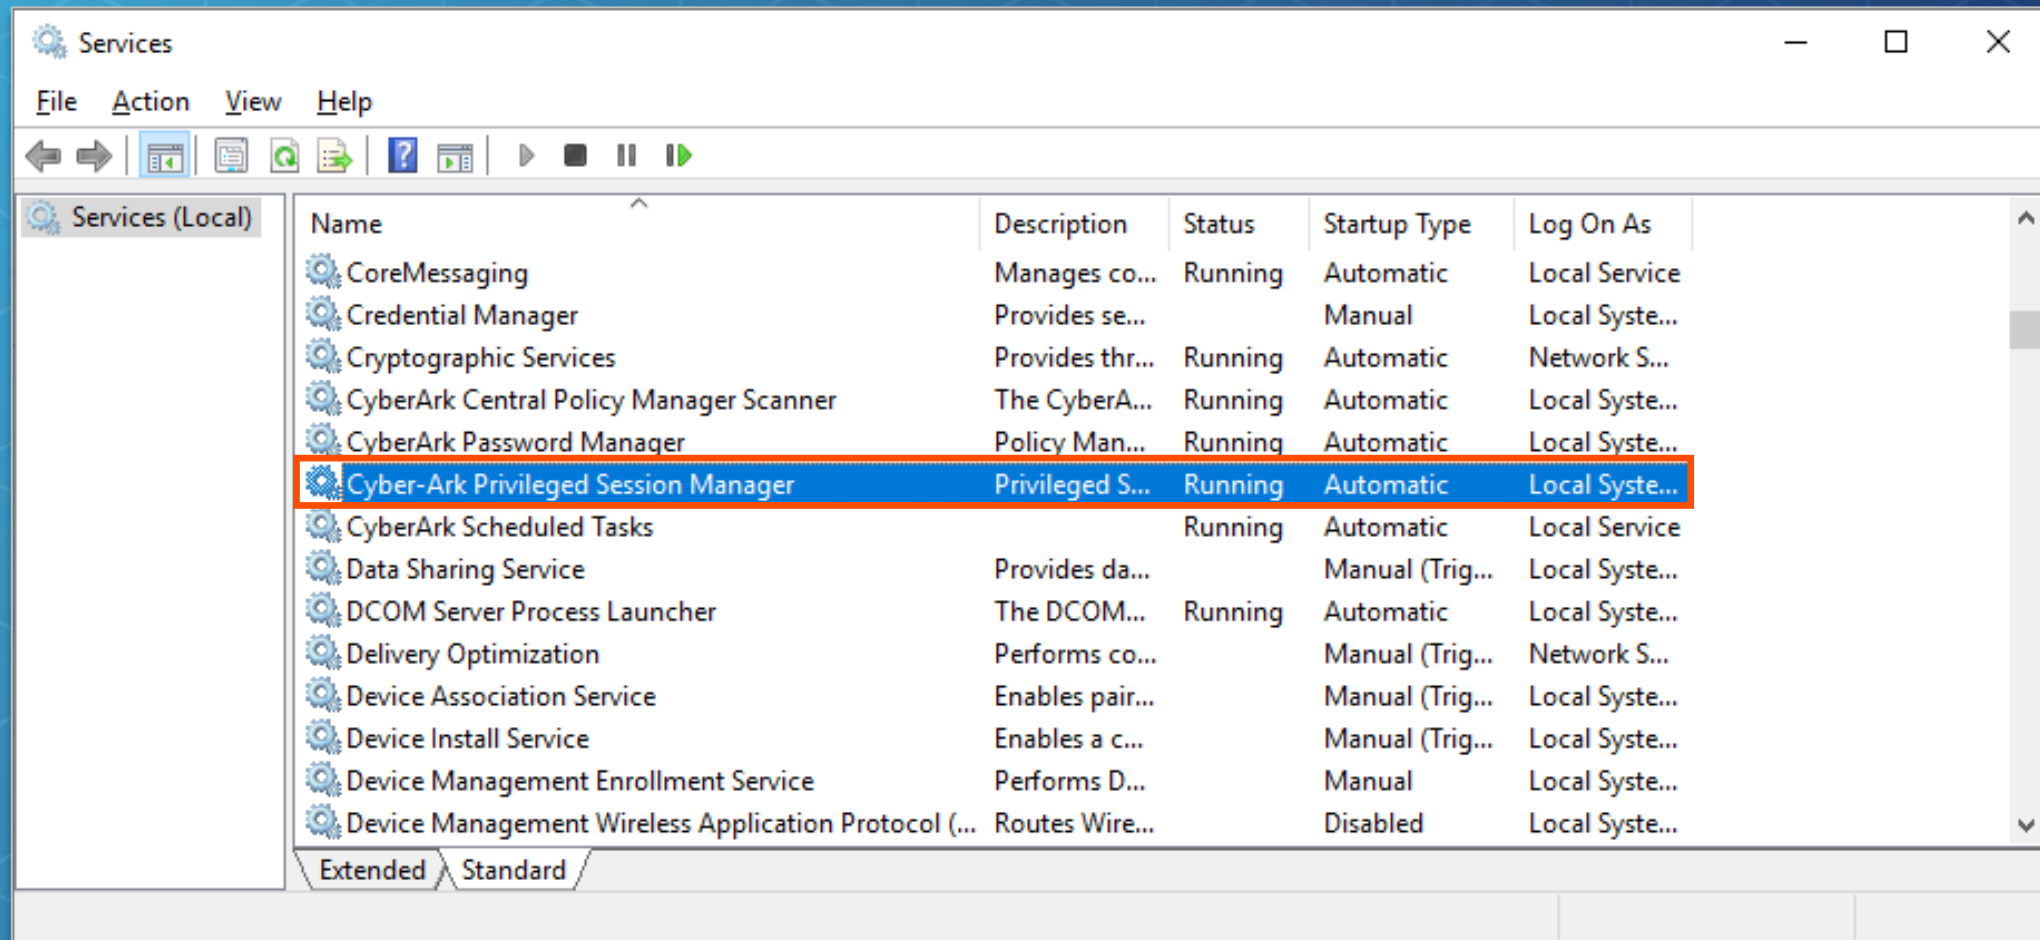 Services
File Action View Help
Services (Local)
Name Description Status Startup Type Log On As
CoreMessaging Manages co... Running Automatic Local Service
Credential Manager Provides se... Manual Local Syste...
Cryptographic Services Provides thr... Running Automatic Network S...
CyberArk Central Policy Manager Scanner The CyberA... Running Automatic Local Syste...
CyberArk Password Manager Policy Man... Running Automatic Local Syste...
Cyber-Ark Privileged Session Manager Privileged S... Running Automatic Local Syste...
CyberArk Scheduled Tasks Running Automatic Local Service
Data Sharing Service Provides da... Manual (Trig... Local Syste...
DCOM Server Process Launcher The DCOM... Running Automatic Local Syste...
Delivery Optimization Performs co... Manual (Trig... Network S...
Device Association Service Enables pair... Manual (Trig... Local Syste...
Device Install Service Enables a c... Manual (Trig... Local Syste...
Device Management Enrollment Service Performs D... Manual Local Syste...
Device Management Wireless Application Protocol (... Routes Wire... Disabled Local Syste...
Extended Standard